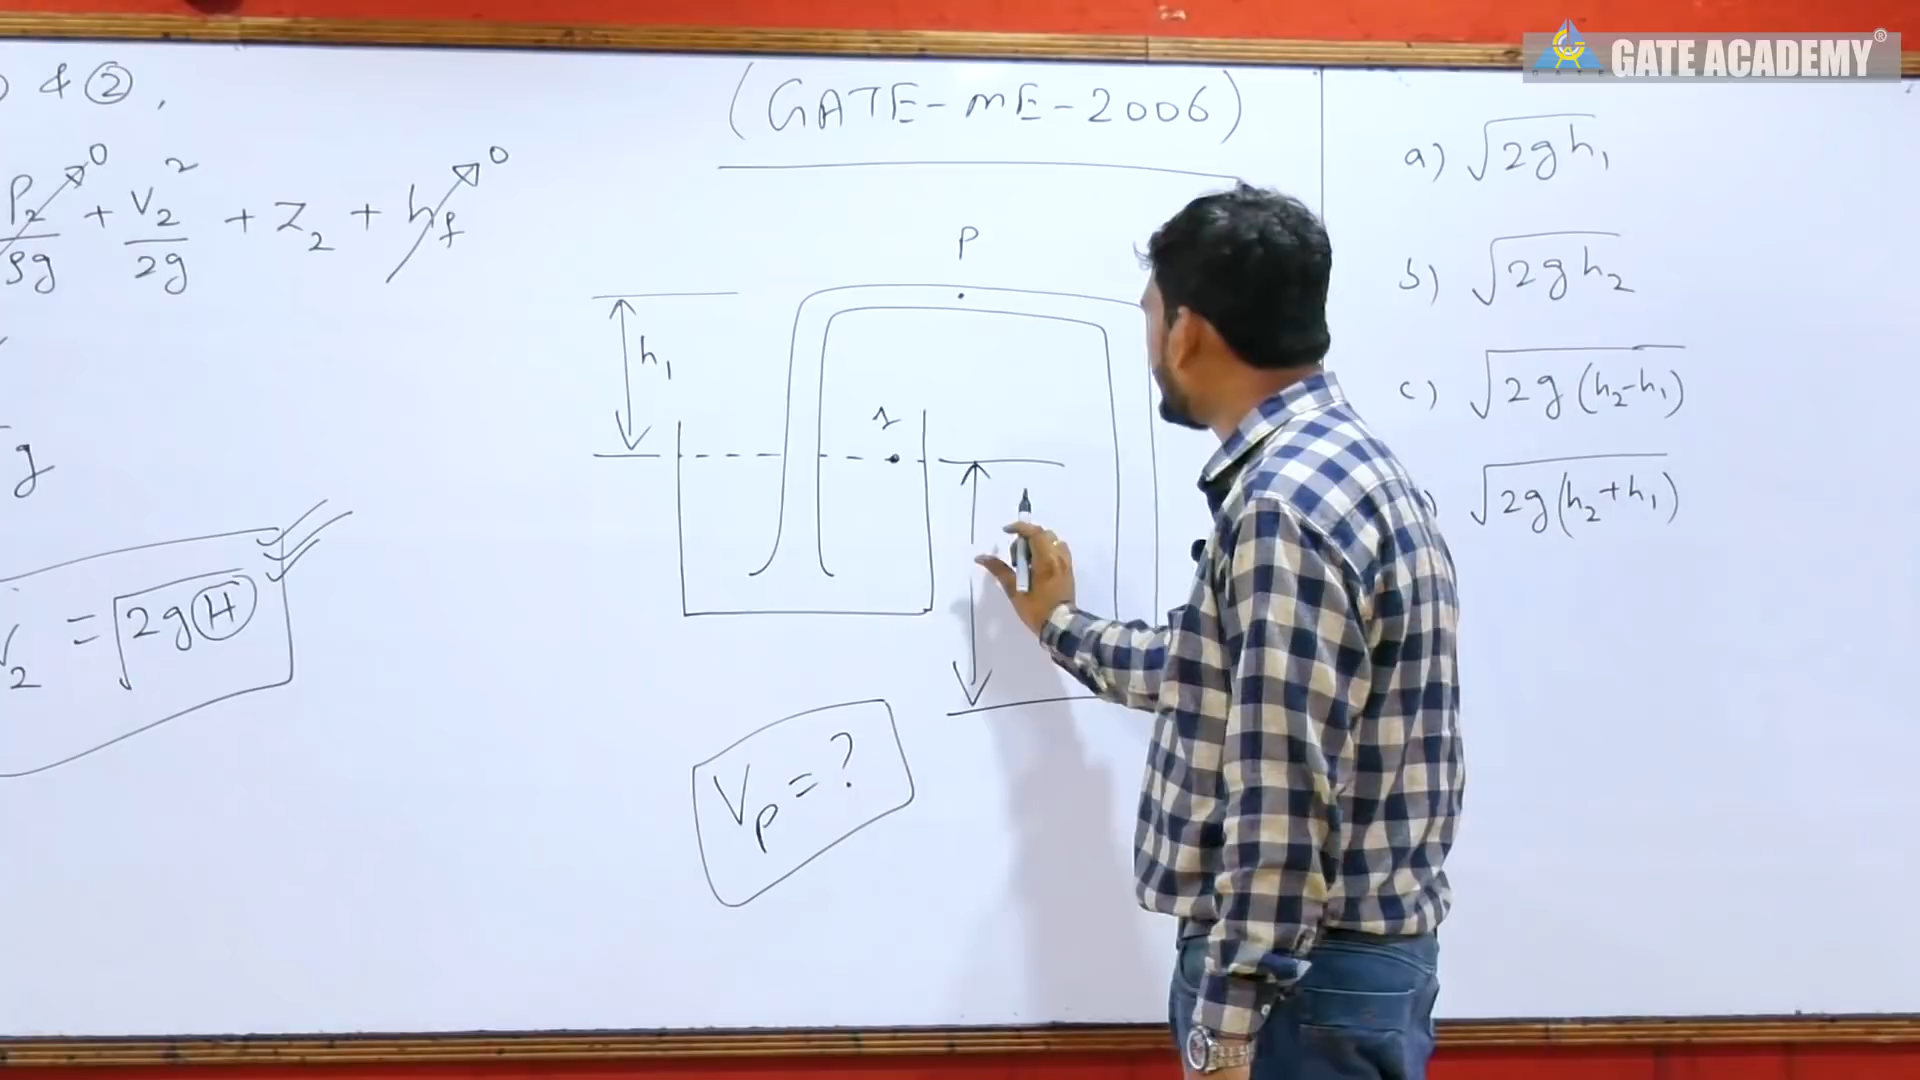 GATE ACADEMY®
& ②,
(GATE-ME-2006)
P₂/ρg↗0 + V₂²/2g + Z₂ + h_f↗0
g
V₂ = √2gH
P
h₁
1
V_P = ?
a) √2gh₁
b) √2gh₂
c) √2g(h₂-h₁)
) √2g(h₂+h₁)